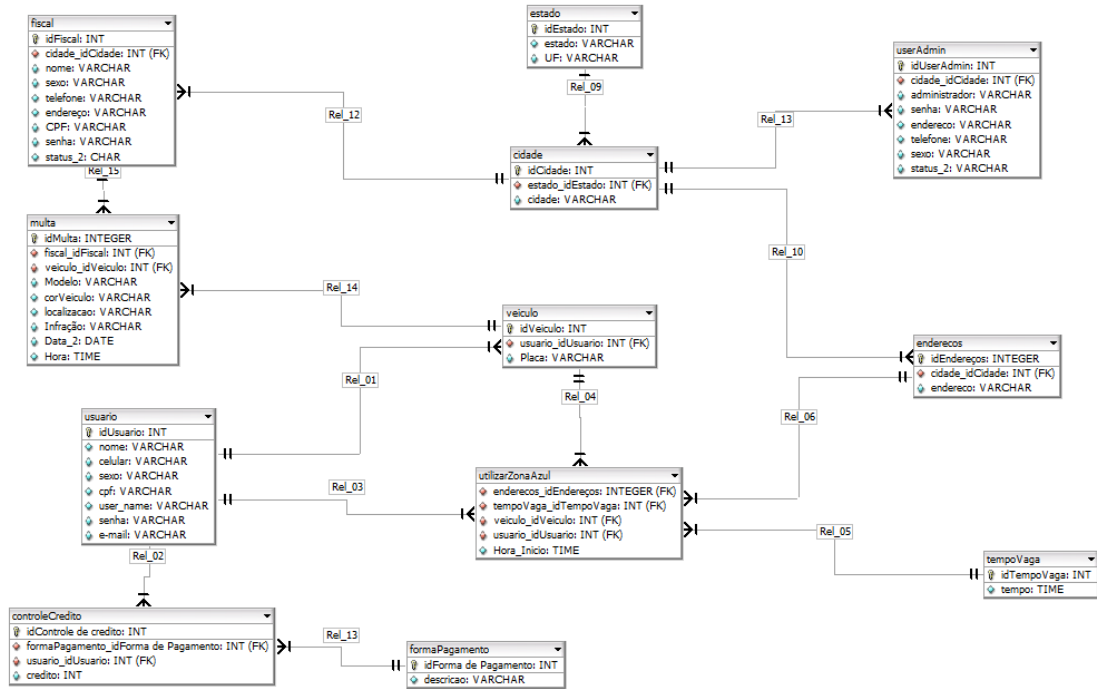 fiscal
idFiscal: INT
cidade_idCidade: INT (FK)
nome: VARCHAR
sexo: VARCHAR
telefone: VARCHAR
endereço: VARCHAR
CPF: VARCHAR
senha: VARCHAR
status_2: CHAR
Rel_15
estado
idEstado: INT
estado: VARCHAR
UF: VARCHAR
Rel_09
userAdmin
idUserAdmin: INT
cidade_idCidade: INT (FK)
administrador: VARCHAR
senha: VARCHAR
endereco: VARCHAR
telefone: VARCHAR
sexo: VARCHAR
status_2: VARCHAR
Rel_12
Rel_13
cidade
idCidade: INT
estado_idEstado: INT (FK)
cidade: VARCHAR
multa
idMulta: INTEGER
fiscal_idFiscal: INT (FK)
veiculo_idVeiculo: INT (FK)
Modelo: VARCHAR
corVeiculo: VARCHAR
localizacao: VARCHAR
Infração: VARCHAR
Data_2: DATE
Hora: TIME
Rel_10
Rel_14
veiculo
idVeiculo: INT
usuario_idUsuario: INT (FK)
Placa: VARCHAR
enderecos
idEndereços: INTEGER
cidade_idCidade: INT (FK)
endereco: VARCHAR
Rel_01
Rel_04
Rel_06
usuario
idUsuario: INT
nome: VARCHAR
celular: VARCHAR
sexo: VARCHAR
cpf: VARCHAR
user_name: VARCHAR
senha: VARCHAR
e-mail: VARCHAR
Rel_02
Rel_03
utilizarZonaAzul
enderecos_idEndereços: INTEGER (FK)
tempoVaga_idTempoVaga: INT (FK)
veiculo_idVeiculo: INT (FK)
usuario_idUsuario: INT (FK)
Hora_Inicio: TIME
Rel_05
tempoVaga
idTempoVaga: INT
tempo: TIME
controleCredito
idControle de credito: INT
formaPagamento_idForma de Pagamento: INT (FK)
usuario_idUsuario: INT (FK)
credito: INT
Rel_13
formaPagamento
idForma de Pagamento: INT
descricao: VARCHAR